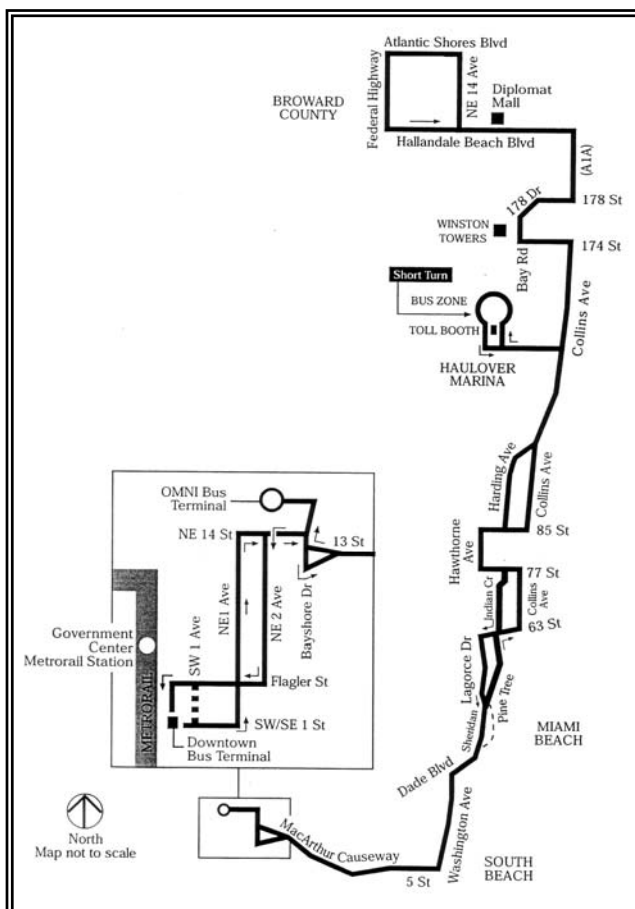 Atlantic Shores Blvd
Federal Highway
NE 14 Ave
Diplomat
Mall
BROWARD
COUNTY
Hallandale Beach Blvd
(A1A)
178 Dr
178 St
WINSTON
TOWERS
174 St
Bay Rd
Short Turn
BUS ZONE
TOLL BOOTH
Collins Ave
HAULOVER
MARINA
Harding Ave
Collins Ave
OMNI Bus
Terminal
NE 14 St
13 St
85 St
Hawthorne
Ave
77 St
Indian Cr
Collins
Ave
63 St
NE1 Ave
NE 2 Ave
Bayshore Dr
SW 1 Ave
Government
Center
Metrorail Station
METRORAIL
Flagler St
Lagorce Dr
Pine Tree
SW/SE 1 St
Downtown
Bus Terminal
Sheridan
MIAMI
BEACH
Dade Blvd
Washington Ave
North
Map not to scale
MacArthur Causeway
5 St
SOUTH
BEACH